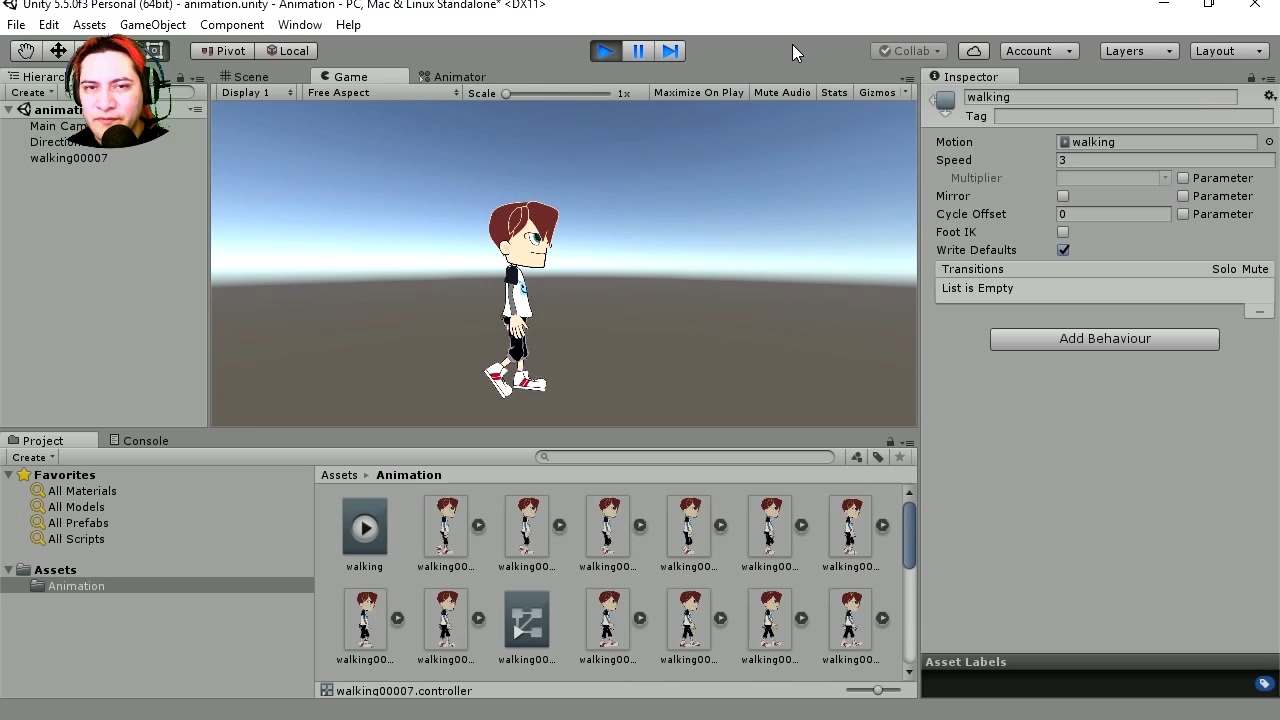 Unity 5.5.0f3 Personal (64bit) - animation.unity - Animation - PC, Mac & Linux Standalone* <DX11>
File Edit Assets GameObject Component Window Help
Pivot Local Collab Account Layers Layout
Scene Game Animator Inspector
Create Display 1 Free Aspect Scale 1x Maximize On Play Mute Audio Stats Gizmos
walking
Tag
walking00007
Motion walking
Speed 3
Multiplier Parameter
Mirror Parameter
Cycle Offset 0 Parameter
Foot IK
Write Defaults
Transitions Solo Mute
List is Empty
Add Behaviour
Project Console
Create
Favorites
All Materials
All Models
All Prefabs
All Scripts
Assets
Animation
Assets Animation
walking walking00... walking00... walking00... walking00... walking00... walking00...
walking00... walking00... walking00... walking00... walking00... walking00... walking00...
walking00007.controller
Asset Labels